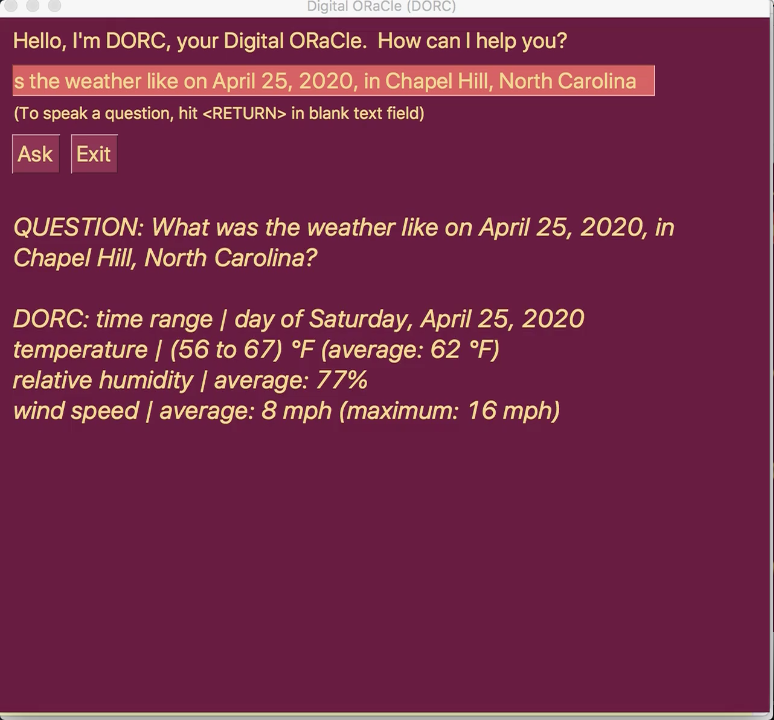 Digital ORaCle (DORC)
Hello, I'm DORC, your Digital ORaCle.  How can I help you?
s the weather like on April 25, 2020, in Chapel Hill, North Carolina
(To speak a question, hit <RETURN> in blank text field)
Ask Exit
QUESTION: What was the weather like on April 25, 2020, in
Chapel Hill, North Carolina?
DORC: time range | day of Saturday, April 25, 2020
temperature | (56 to 67) °F (average: 62 °F)
relative humidity | average: 77%
wind speed | average: 8 mph (maximum: 16 mph)